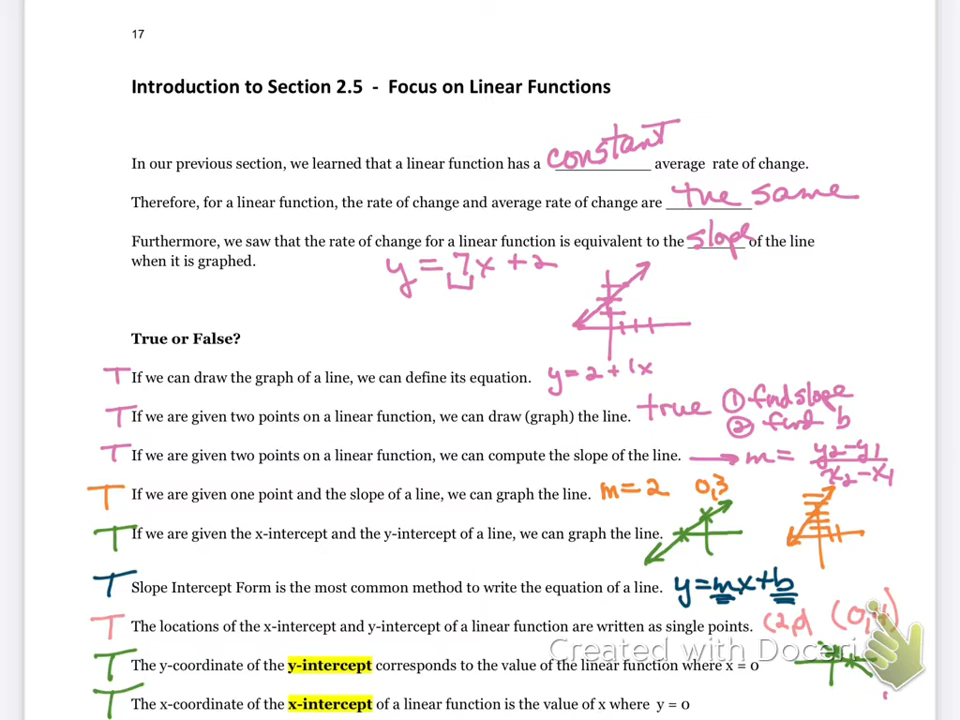 17
Introduction to Section 2.5 - Focus on Linear Functions
In our previous section, we learned that a linear function has a constant average rate of change.
Therefore, for a linear function, the rate of change and average rate of change are the same
Furthermore, we saw that the rate of change for a linear function is equivalent to the slope of the line
when it is graphed. y = 7x + 2
True or False?
T If we can draw the graph of a line, we can define its equation. y = 2 + 1x
T If we are given two points on a linear function, we can draw (graph) the line. true ① find slope
② find b
T If we are given two points on a linear function, we can compute the slope of the line. → m = y2-y1 / x2-x1
T If we are given one point and the slope of a line, we can graph the line. m = 2 0,3
T If we are given the x-intercept and the y-intercept of a line, we can graph the line.
T Slope Intercept Form is the most common method to write the equation of a line. y = mx + b
T The locations of the x-intercept and y-intercept of a linear function are written as single points.
Created with Doceri
T The y-coordinate of the y-intercept corresponds to the value of the linear function where x = 0
T The x-coordinate of the x-intercept of a linear function is the value of x where y = 0